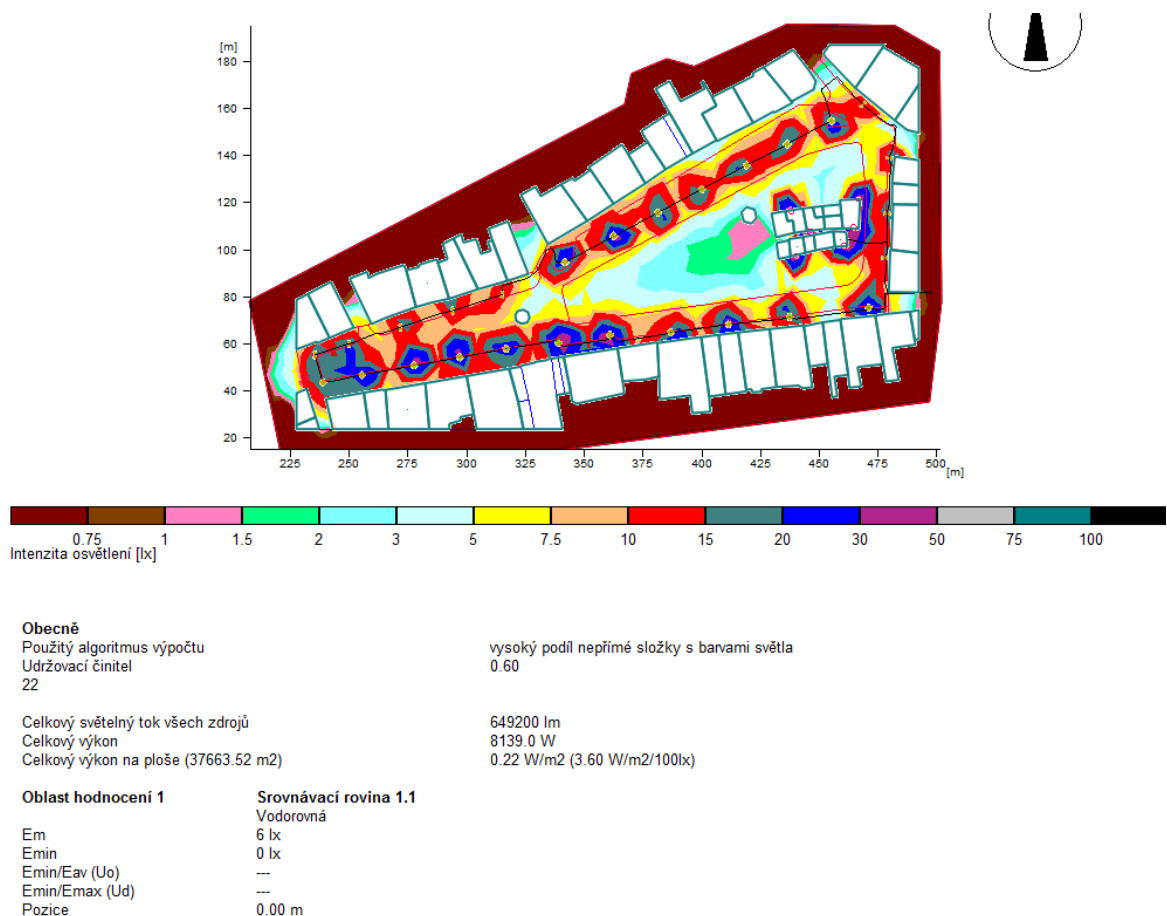 [m]
180
160
140
120
100
80
60
40
20
225 250 275 300 325 350 375 400 425 450 475 500 [m]
0.75 1 1.5 2 3 5 7.5 10 15 20 30 50 75 100
Intenzita osvětlení [lx]
Obecně
Použitý algoritmus výpočtu vysoký podíl nepřímé složky s barvami světla
Udržovací činitel 0.60
22
Celkový světelný tok všech zdrojů 649200 lm
Celkový výkon 8139.0 W
Celkový výkon na ploše (37663.52 m2) 0.22 W/m2 (3.60 W/m2/100lx)
Oblast hodnocení 1 Srovnávací rovina 1.1
Vodorovná
Em 6 lx
Emin 0 lx
Emin/Eav (Uo) ---
Emin/Emax (Ud) ---
Pozice 0.00 m